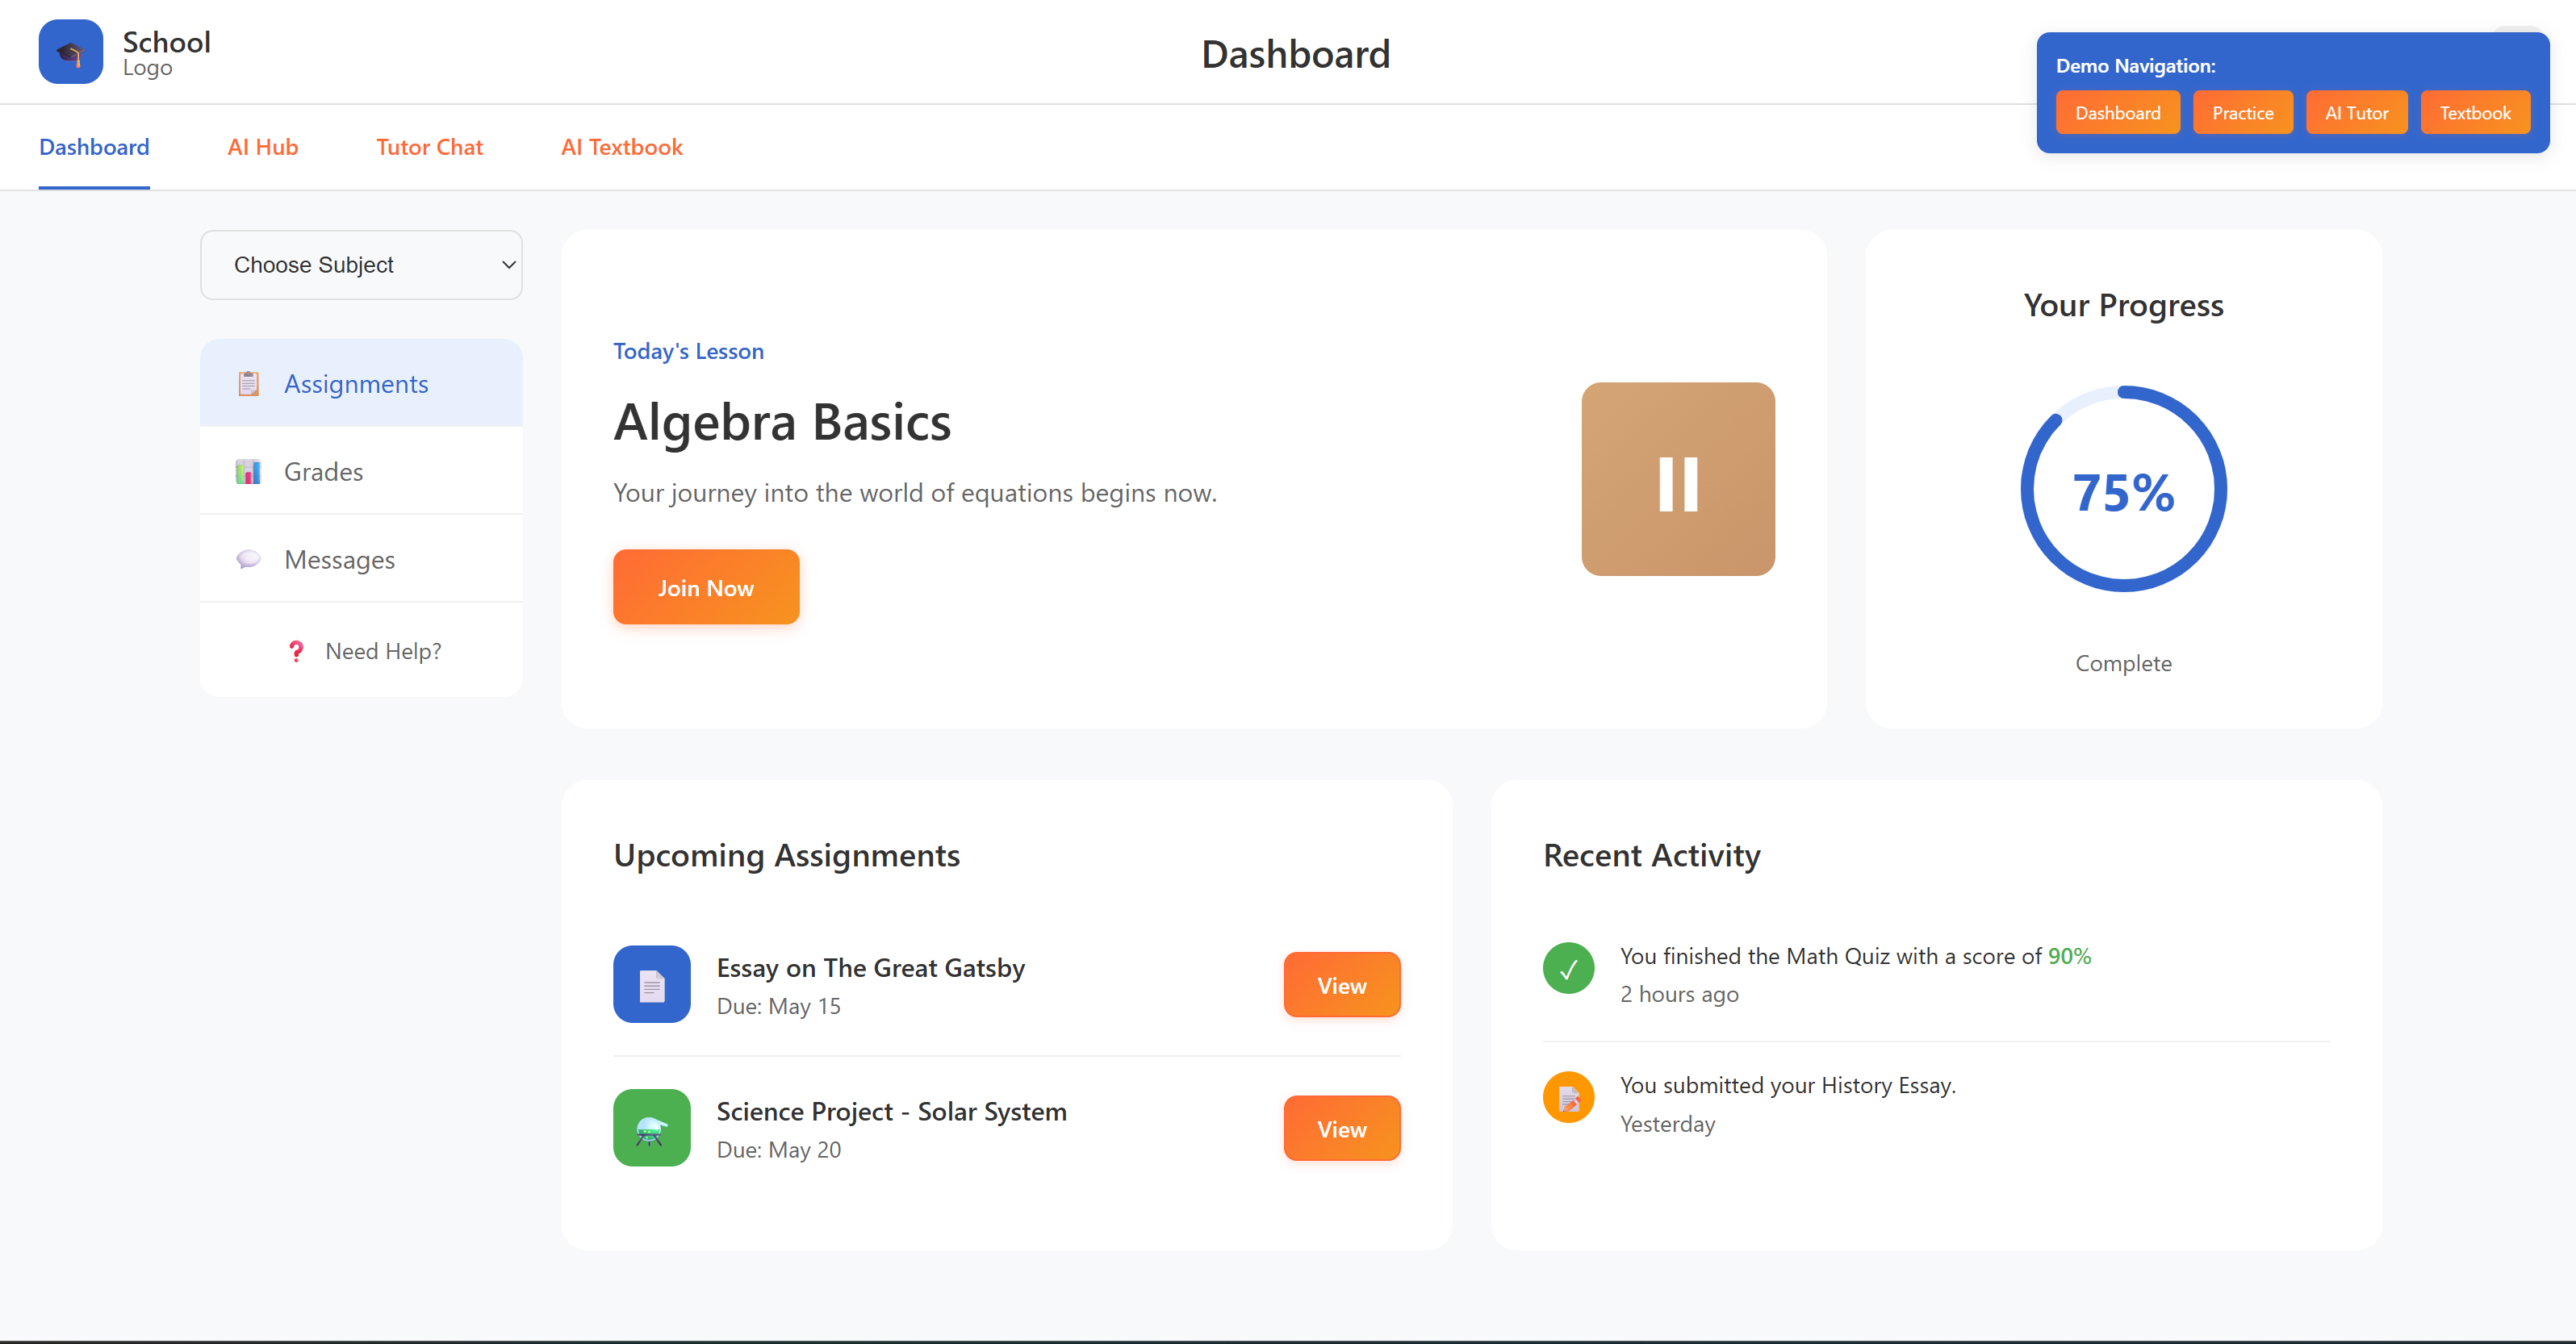 School
Logo
Dashboard
Demo Navigation:
Dashboard
Practice
AI Tutor
Textbook
Dashboard
AI Hub
Tutor Chat
AI Textbook
Choose Subject
Assignments
Grades
Messages
Need Help?
Today's Lesson
Algebra Basics
Your journey into the world of equations begins now.
Join Now
Your Progress
75%
Complete
Upcoming Assignments
Essay on The Great Gatsby
Due: May 15
View
Science Project - Solar System
Due: May 20
View
Recent Activity
You finished the Math Quiz with a score of 90%
2 hours ago
You submitted your History Essay.
Yesterday